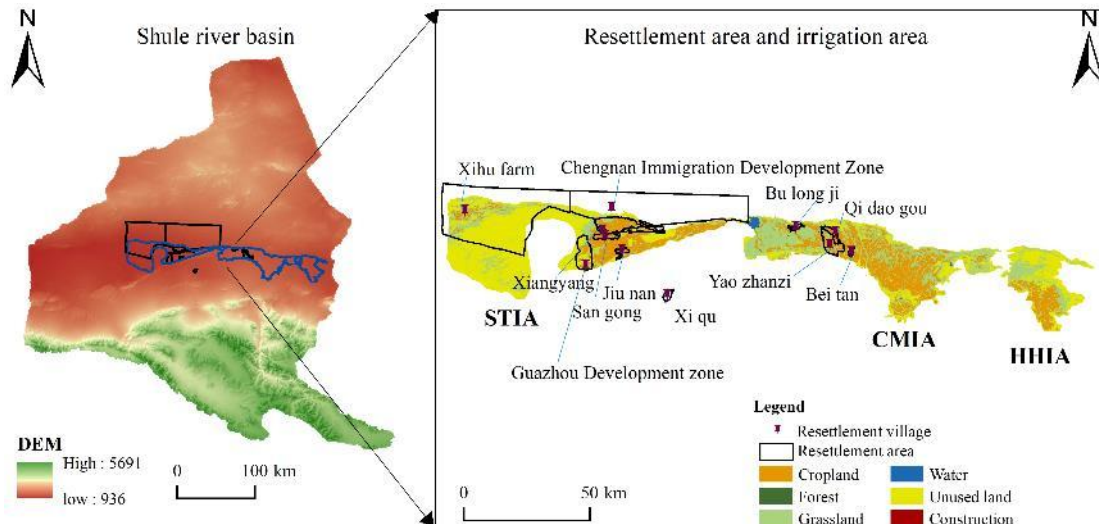 N
Shule river basin
DEM
High : 5691
low : 936
0 100 km
N
Resettlement area and irrigation area
Xihu farm
Chengnan Immigration Development Zone
Bu long ji
Qi dao gou
Xiangyang
Jiu nan
San gong
Yao zhanzi
Bei tan
Xi qu
STIA
CMIA
HHIA
Guazhou Development zone
Legend
Resettlement village
Resettlement area
Cropland
Water
Forest
Unused land
Grassland
Construction
0 50 km